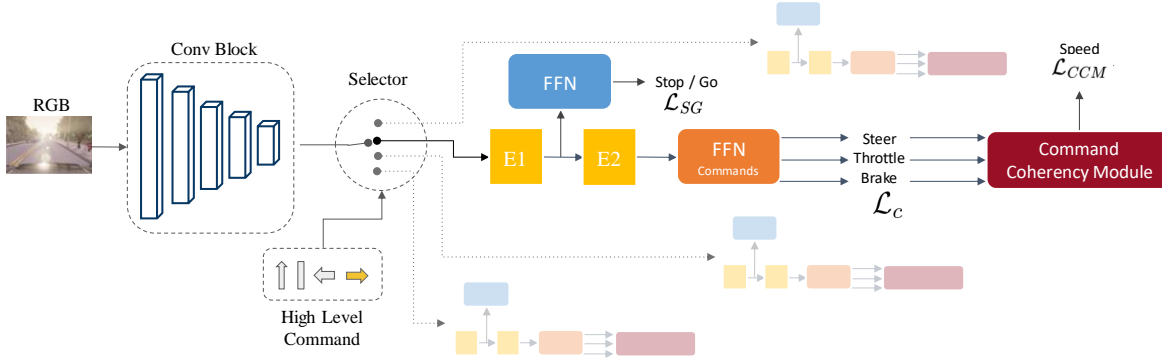 Conv Block
Selector
RGB
FFN
Stop / Go
ℒ_SG
Speed
ℒ_CCM
E1
E2
FFN
Commands
Steer
Throttle
Brake
ℒ_C
Command
Coherency Module
High Level
Command